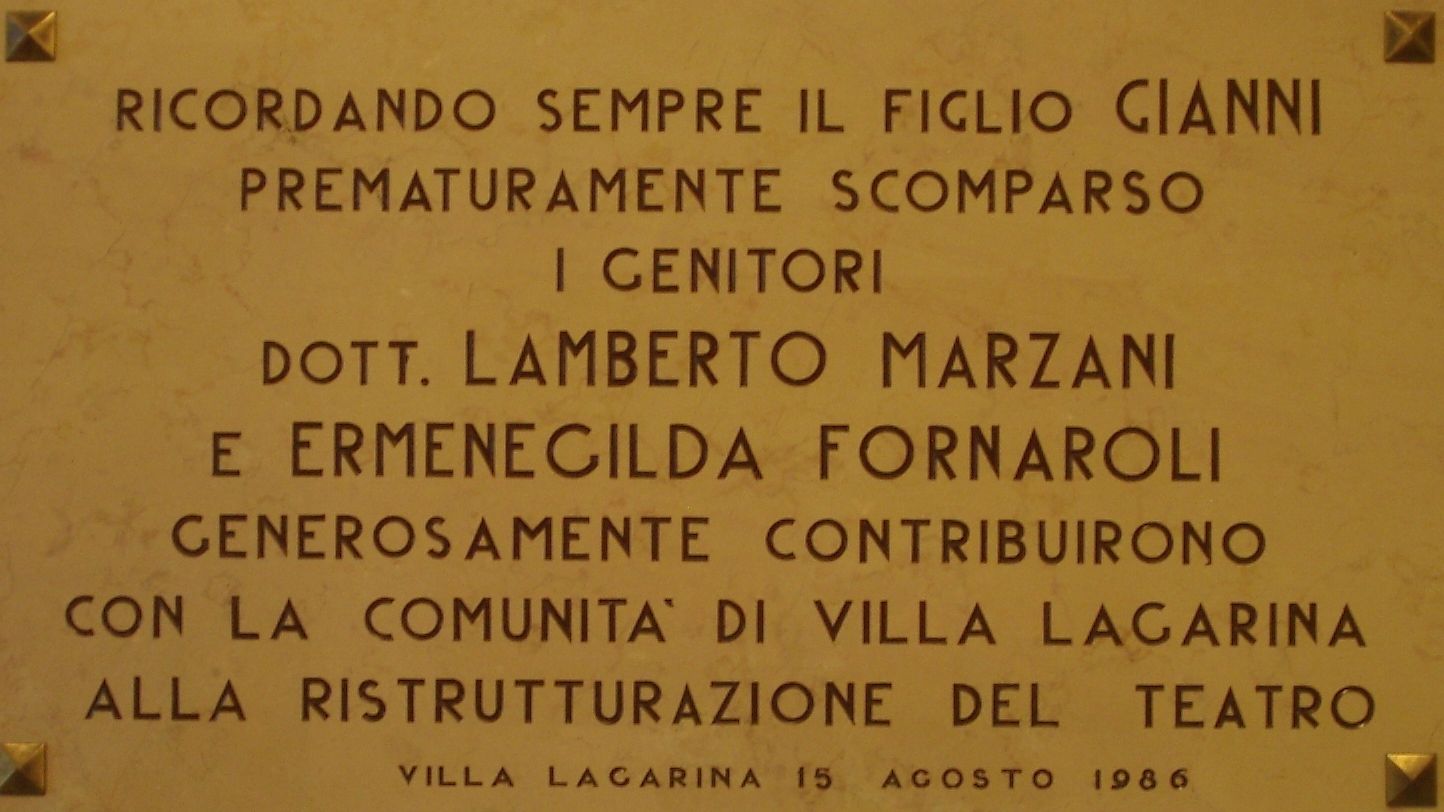 RICORDANDO SEMPRE IL FIGLIO GIANNI
PREMATURAMENTE SCOMPARSO
I GENITORI
DOTT. LAMBERTO MARZANI
E ERMENEGILDA FORNAROLI
GENEROSAMENTE CONTRIBUIRONO
CON LA COMUNITA' DI VILLA LAGARINA
ALLA RISTRUTTURAZIONE DEL TEATRO
VILLA LAGARINA 15 AGOSTO 1986